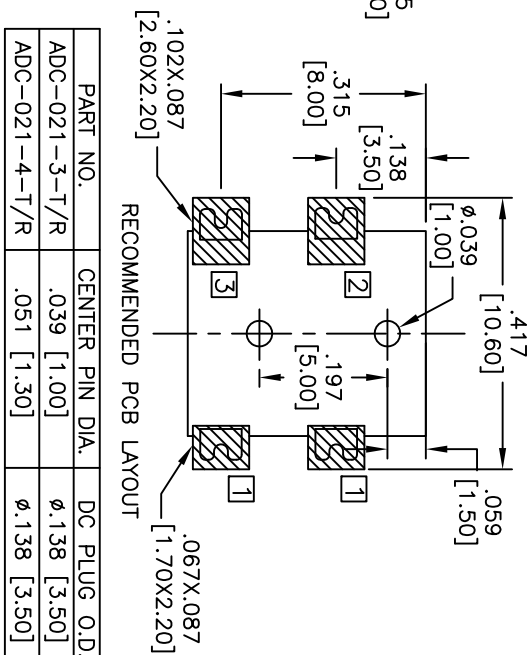 .417
[10.60]
.059
[1.50]
ø.039
[1.00]
.138
[3.50]
.315
[8.00]
.197
[5.00]
2
3
1
1
.102X.087
[2.60X2.20]
.067X.087
[1.70X2.20]
RECOMMENDED PCB LAYOUT
PART NO. CENTER PIN DIA. DC PLUG O.D.
ADC-021-3-T/R .039 [1.00] ø.138 [3.50]
ADC-021-4-T/R .051 [1.30] ø.138 [3.50]